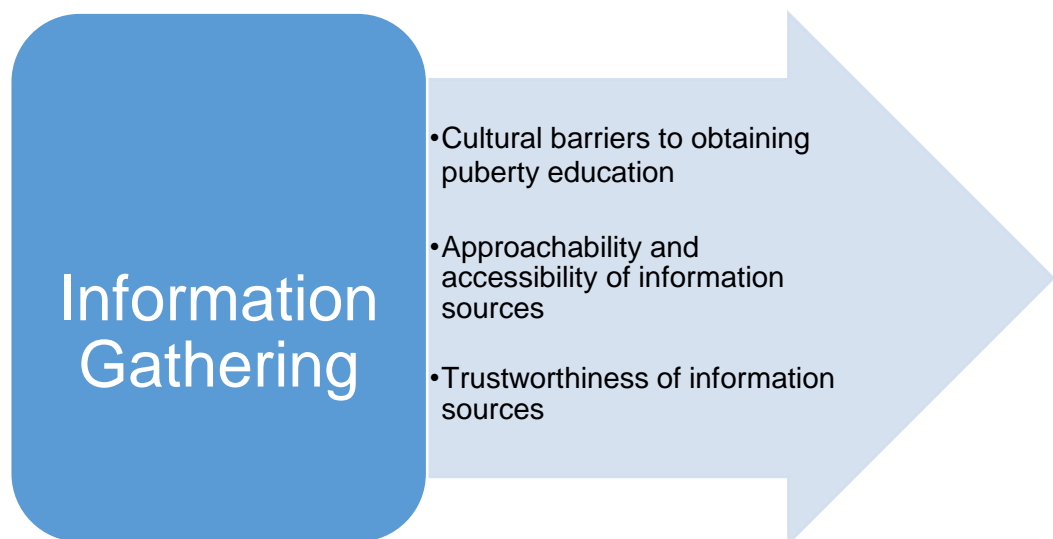 Information
Gathering
•Cultural barriers to obtaining
puberty education
•Approachability and
accessibility of information
sources
•Trustworthiness of information
sources